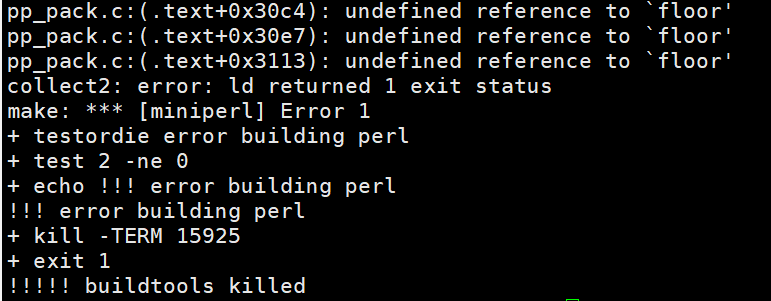 pp_pack.c:(.text+0x30c4): undefined reference to `floor'
pp_pack.c:(.text+0x30e7): undefined reference to `floor'
pp_pack.c:(.text+0x3113): undefined reference to `floor'
collect2: error: ld returned 1 exit status
make: *** [miniperl] Error 1
+ testordie error building perl
+ test 2 -ne 0
+ echo !!! error building perl
!!! error building perl
+ kill -TERM 15925
+ exit 1
!!!!! buildtools killed